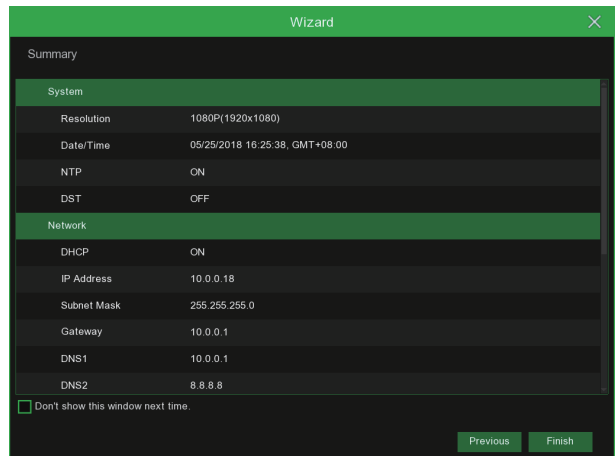 Wizard
Summary
System
Resolution 1080P(1920x1080)
Date/Time 05/25/2018 16:25:38, GMT+08:00
NTP ON
DST OFF
Network
DHCP ON
IP Address 10.0.0.18
Subnet Mask 255.255.255.0
Gateway 10.0.0.1
DNS1 10.0.0.1
DNS2 8.8.8.8
Don't show this window next time.
Previous Finish